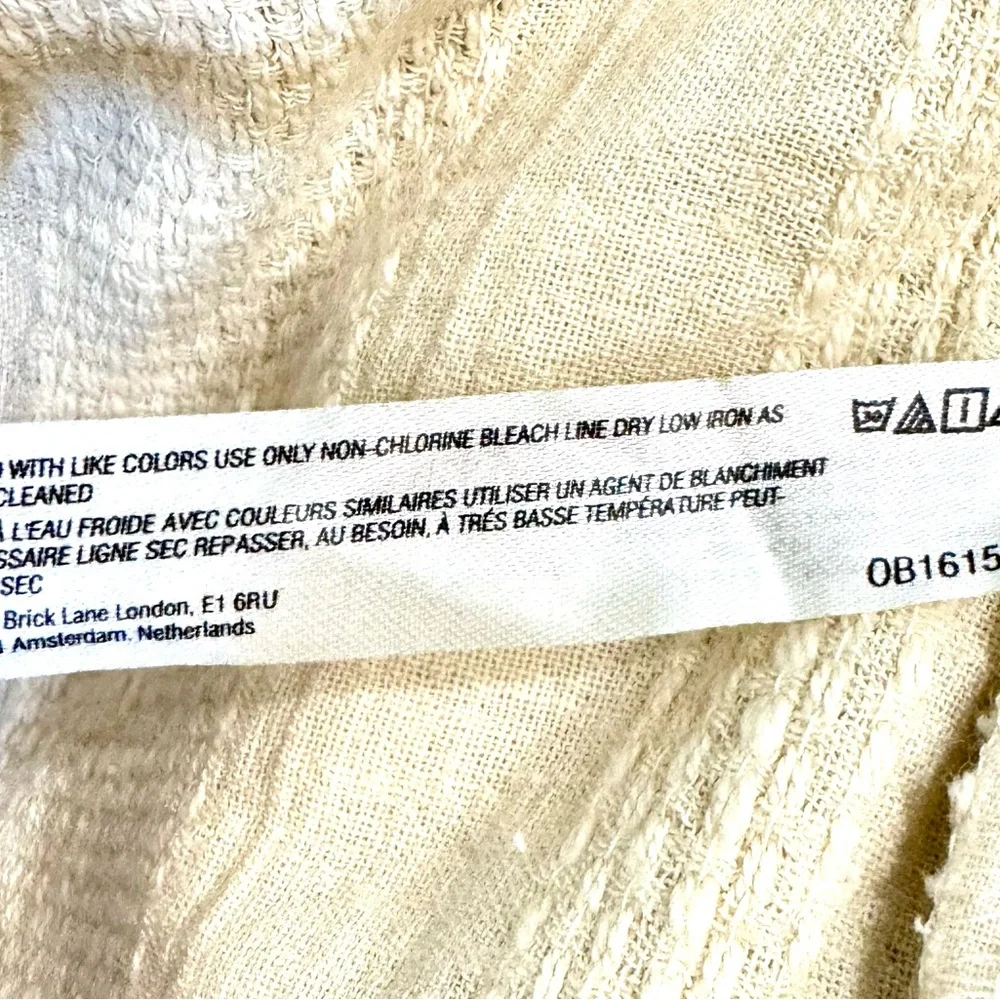 WITH LIKE COLORS USE ONLY NON-CHLORINE BLEACH LINE DRY LOW IRON AS
CLEANED
L'EAU FROIDE AVEC COULEURS SIMILAIRES UTILISER UN AGENT DE BLANCHIMENT
SSAIRE LIGNE SEC REPASSER, AU BESOIN, À TRÉS BASSE TEMPÉRATURE PEUT-
SEC
Brick Lane London, E1 6RU
Amsterdam, Netherlands
30
OB1615